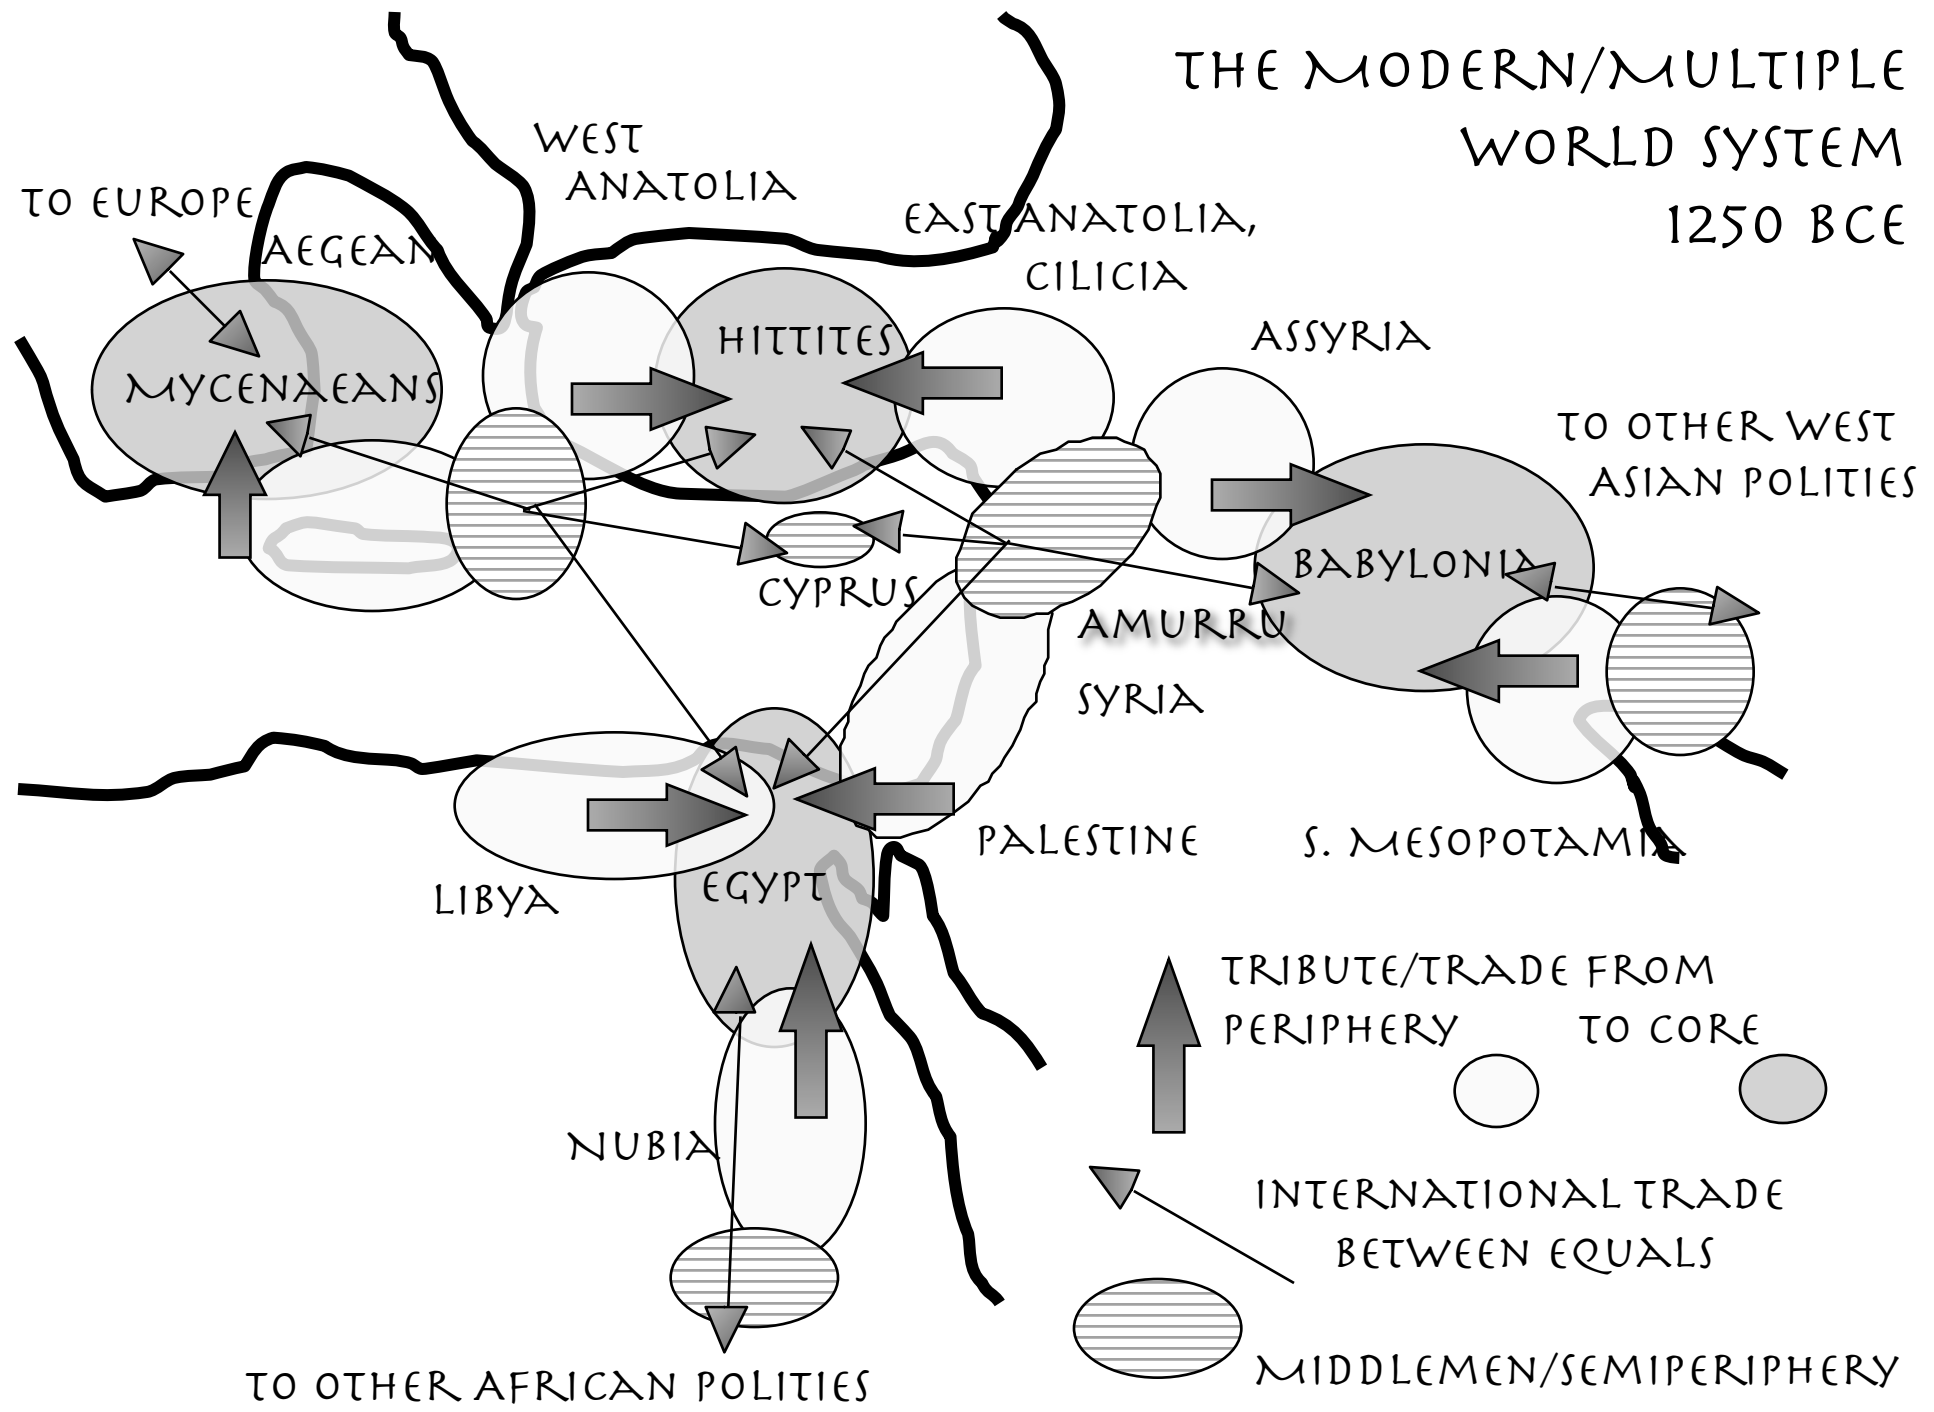 THE MODERN/MULTIPLE
WORLD SYSTEM
1250 BCE
WEST
ANATOLIA
TO EUROPE
AEGEAN
EAST ANATOLIA,
CILICIA
HITTITES
ASSYRIA
MYCENAEANS
TO OTHER WEST
ASIAN POLITIES
BABYLONIA
CYPRUS
AMURRU
SYRIA
PALESTINE
S. MESOPOTAMIA
LIBYA
EGYPT
TRIBUTE/TRADE FROM
PERIPHERY TO CORE
NUBIA
INTERNATIONAL TRADE
BETWEEN EQUALS
MIDDLEMEN/SEMIPERIPHERY
TO OTHER AFRICAN POLITIES